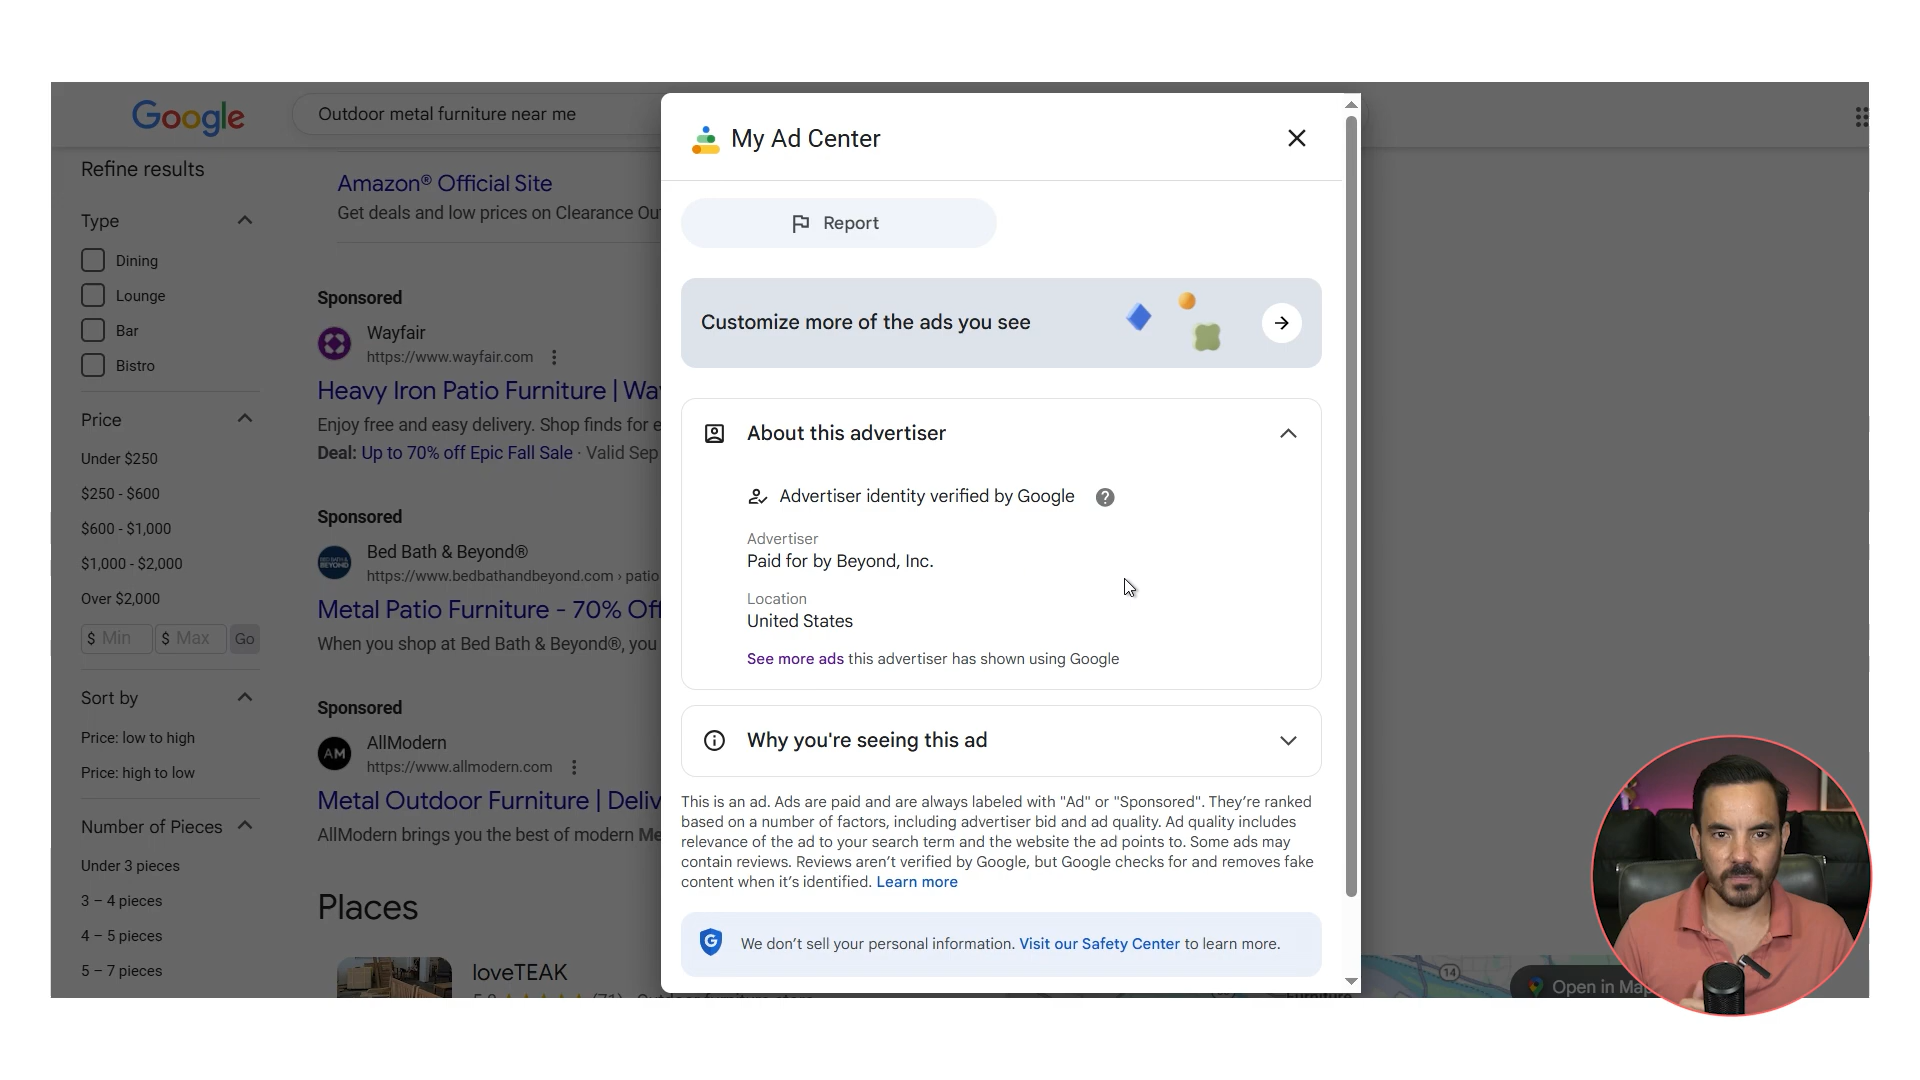 Google
Outdoor metal furniture near me
Refine results
Type
Dining
Lounge
Bar
Bistro
Price
Under $250
$250 - $600
$600 - $1,000
$1,000 - $2,000
Over $2,000
$ Min $ Max Go
Sort by
Price: low to high
Price: high to low
Number of Pieces
Under 3 pieces
3 – 4 pieces
4 – 5 pieces
5 – 7 pieces
Amazon® Official Site
Get deals and low prices on Clearance
Sponsored
Wayfair
https://www.wayfair.com
Heavy Iron Patio Furniture |
Enjoy free and easy delivery. Shop finds for
Deal: Up to 70% off Epic Fall Sale · Valid Sep
Sponsored
BED BATH &
BEYOND
Bed Bath & Beyond®
https://www.bedbathandbeyond.com › patio
Metal Patio Furniture - 70% Off
When you shop at Bed Bath & Beyond®, you
Sponsored
AM
AllModern
https://www.allmodern.com
Metal Outdoor Furniture |
AllModern brings you the best of modern
Places
loveTEAK
My Ad Center
Report
Customize more of the ads you see
About this advertiser
Advertiser identity verified by Google ?
Advertiser
Paid for by Beyond, Inc.
Location
United States
See more ads this advertiser has shown using Google
Why you're seeing this ad
This is an ad. Ads are paid and are always labeled with "Ad" or "Sponsored". They’re ranked
based on a number of factors, including advertiser bid and ad quality. Ad quality includes
relevance of the ad to your search term and the website the ad points to. Some ads may
contain reviews. Reviews aren’t verified by Google, but Google checks for and removes fake
content when it’s identified. Learn more
G
We don’t sell your personal information. Visit our Safety Center to learn more.
14
Open in